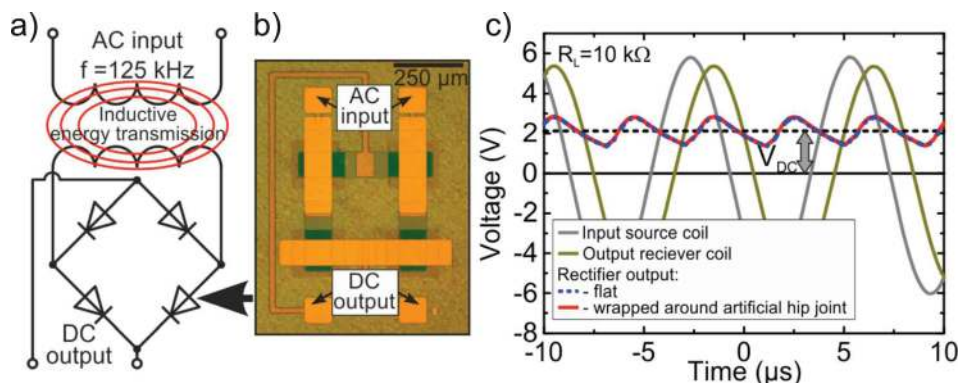 a)
AC input
f =125 kHz
Inductive
energy transmission
DC
output
b)
250 µm
AC
input
DC
output
c)
R_L=10 kΩ
Voltage (V)
6
4
2
0
-2
-4
-6
-8
V_DC
Input source coil
Output reciever coil
Rectifier output:
- flat
- wrapped around artificial hip joint
-10
-5
0
5
10
Time (µs)